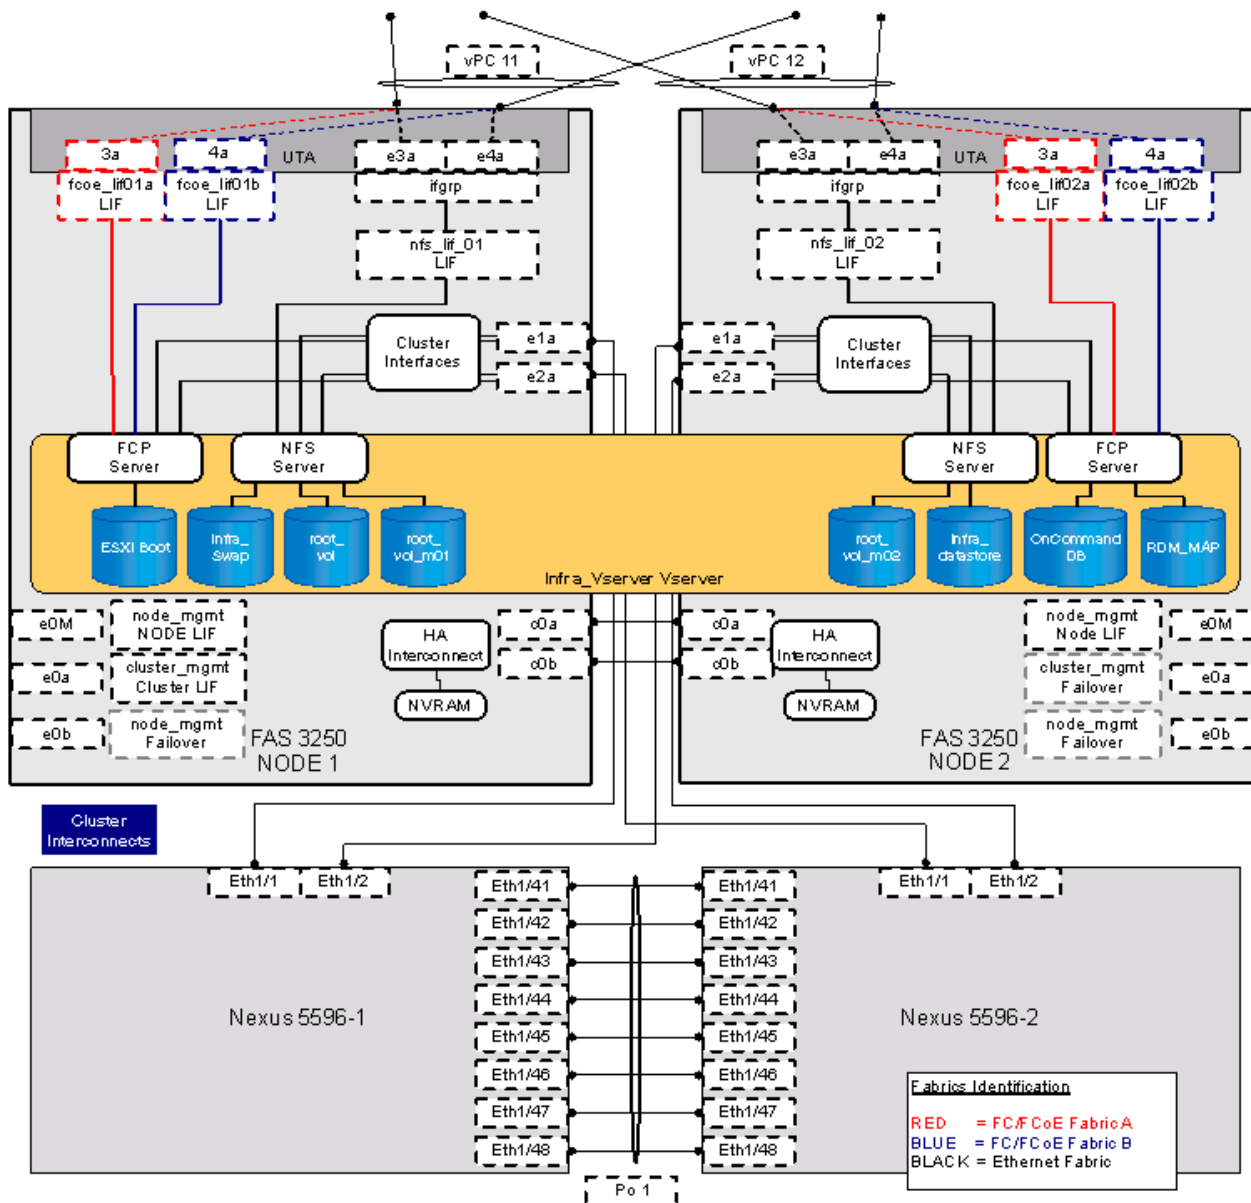 vPC 11
vPC 12
3a
4a
UTA
e3a
e4a
fcoe_lif01a
LIF
fcoe_lif01b
LIF
ifgrp
nfs_lif_01
LIF
e3a
e4a
UTA
3a
4a
ifgrp
fcoe_lif02a
LIF
fcoe_lif02b
LIF
nfs_lif_02
LIF
Cluster
Interfaces
e1a
e2a
e1a
e2a
Cluster
Interfaces
FCP
Server
NFS
Server
NFS
Server
FCP
Server
ESXI Boot
Infra_
Swap
root_
vol
root_
vol_m01
root_
vol_m02
Infra_
datastore
OnCommand
DB
RDM_MAP
Infra_Vserver Vserver
e0M
node_mgmt
NODE LIF
e0a
cluster_mgmt
Cluster LIF
e0b
node_mgmt
Failover
HA
Interconnect
NVRAM
c0a
c0b
FAS 3250
NODE 1
c0a
c0b
HA
Interconnect
NVRAM
node_mgmt
Node LIF
e0M
cluster_mgmt
Failover
e0a
node_mgmt
Failover
e0b
FAS 3250
NODE 2
Cluster
Interconnects
Eth1/1
Eth1/2
Eth1/41
Eth1/42
Eth1/43
Eth1/44
Eth1/45
Eth1/46
Eth1/47
Eth1/48
Nexus 5596-1
Eth1/41
Eth1/42
Eth1/43
Eth1/44
Eth1/45
Eth1/46
Eth1/47
Eth1/48
Eth1/1
Eth1/2
Nexus 5596-2
Po 1
Fabrics Identification
RED = FC/FCoE Fabric A
BLUE = FC/FCoE Fabric B
BLACK = Ethernet Fabric